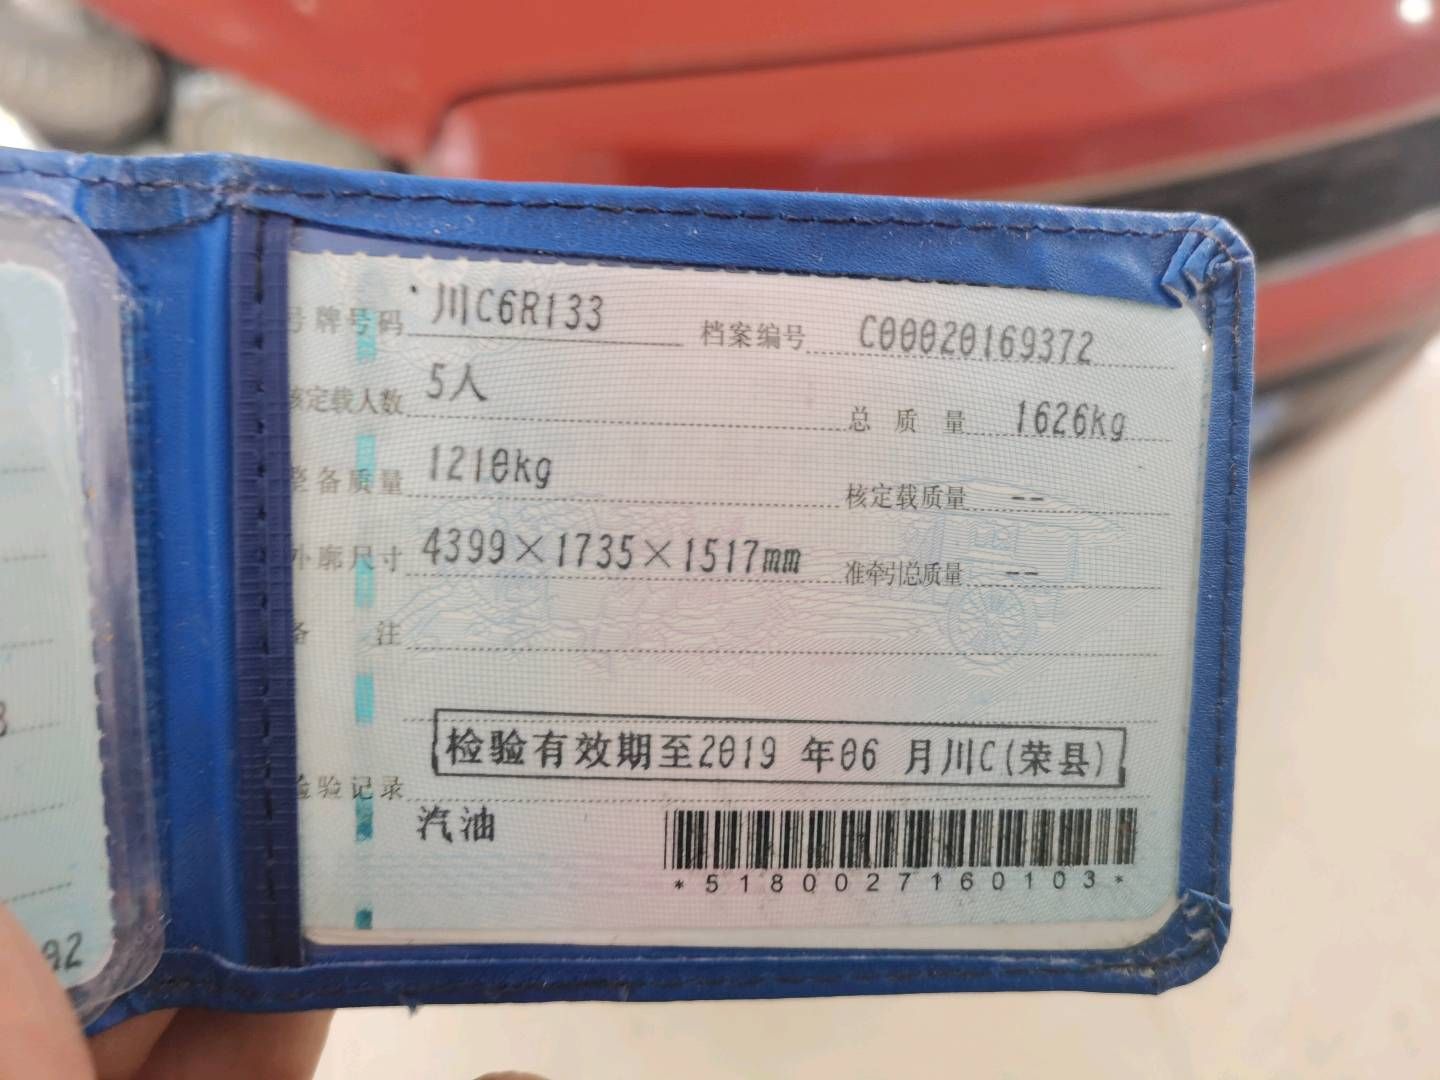 号牌号码 川C6R133 档案编号 C00020169372
核定载人数 5人 总质量 1626kg
整备质量 1210kg 核定载质量 --
外廓尺寸 4399×1735×1517mm 准牵引总质量 --
备注
检验有效期至2019年06月川C(荣县)
检验记录
汽油
*5180027160103*